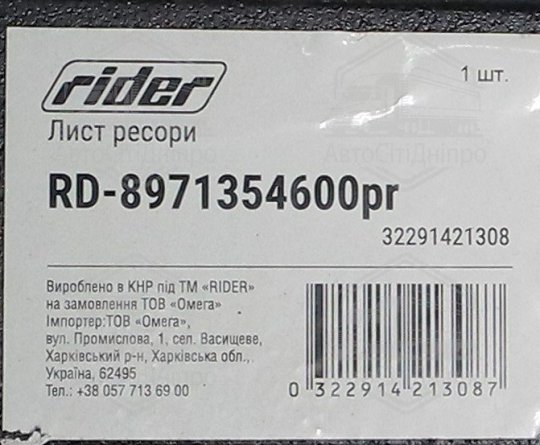 rider
1 шт.
Лист ресори
АвтоСітіДніпро
RD-8971354600pr
32291421308
Вироблено в КНР під ТМ «RIDER»
на замовлення ТОВ «Омега»
Імпортер:ТОВ «Омега»,
вул. Промислова, 1, сел. Васищеве,
Харківський р-н, Харківська обл.,
Україна, 62495
Тел.: +38 057 713 69 00
0 322914 213087